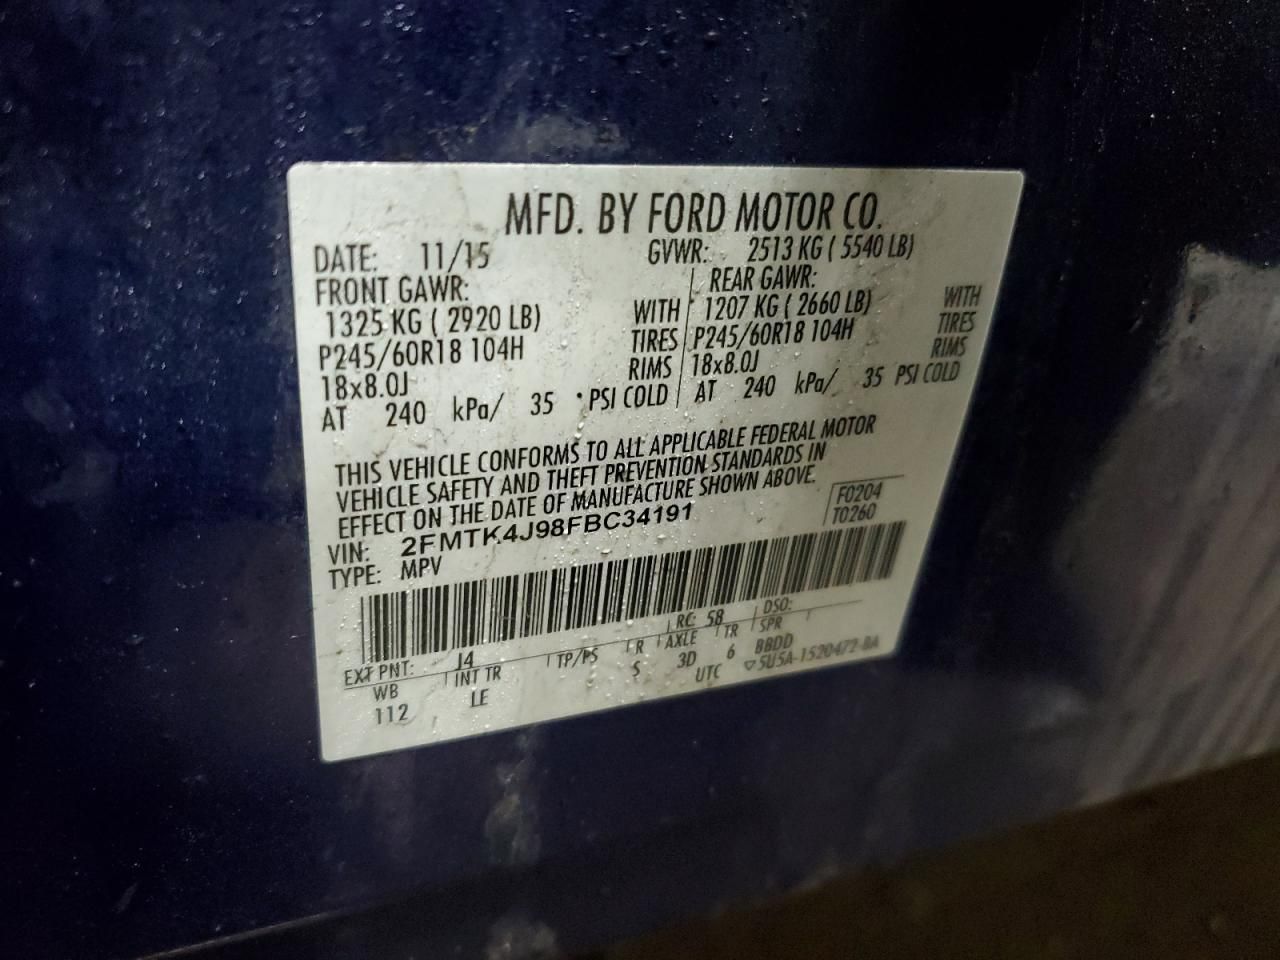 MFD. BY FORD MOTOR CO.
DATE: 11/15 GVWR: 2513 KG ( 5540 LB)
FRONT GAWR: REAR GAWR:
1325 KG ( 2920 LB) WITH 1207 KG ( 2660 LB) WITH
P245/60R18 104H TIRES P245/60R18 104H TIRES
18x8.0J RIMS 18x8.0J RIMS
AT 240 kPa/ 35 PSI COLD AT 240 kPa/ 35 PSI COLD
THIS VEHICLE CONFORMS TO ALL APPLICABLE FEDERAL MOTOR
VEHICLE SAFETY AND THEFT PREVENTION STANDARDS IN
EFFECT ON THE DATE OF MANUFACTURE SHOWN ABOVE.
F0204
VIN: 2FMTK4J98FBC34191 T0260
TYPE: MPV
EXT PNT: J4 RC: 58 DSO:
WB INT TR TP/PS R AXLE TR SPR
112 LE S 3D 6 BBDD
UTC ▽5U5A-1520472-BA